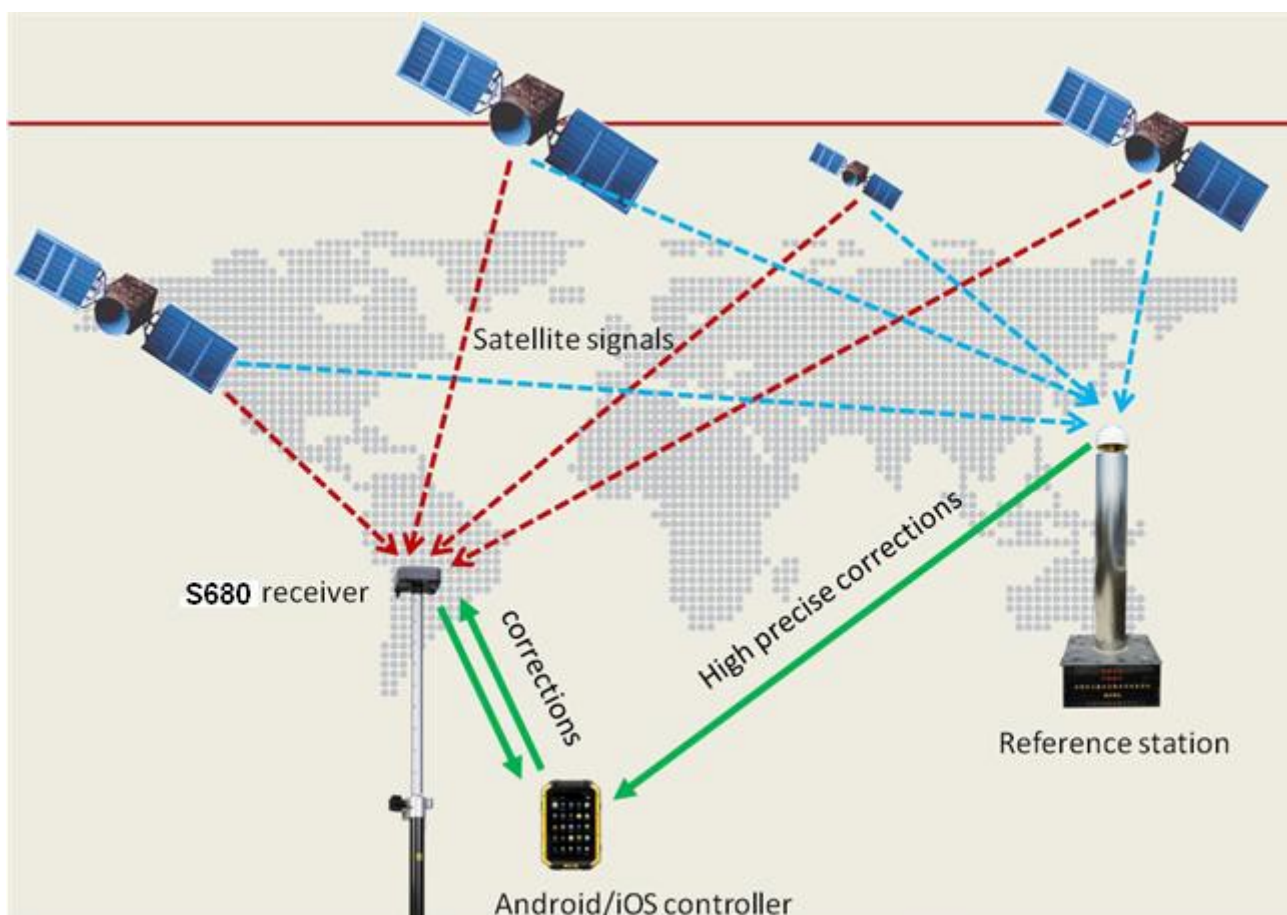 Satellite signals
S680 receiver
corrections
High precise corrections
Reference station
Android/iOS controller